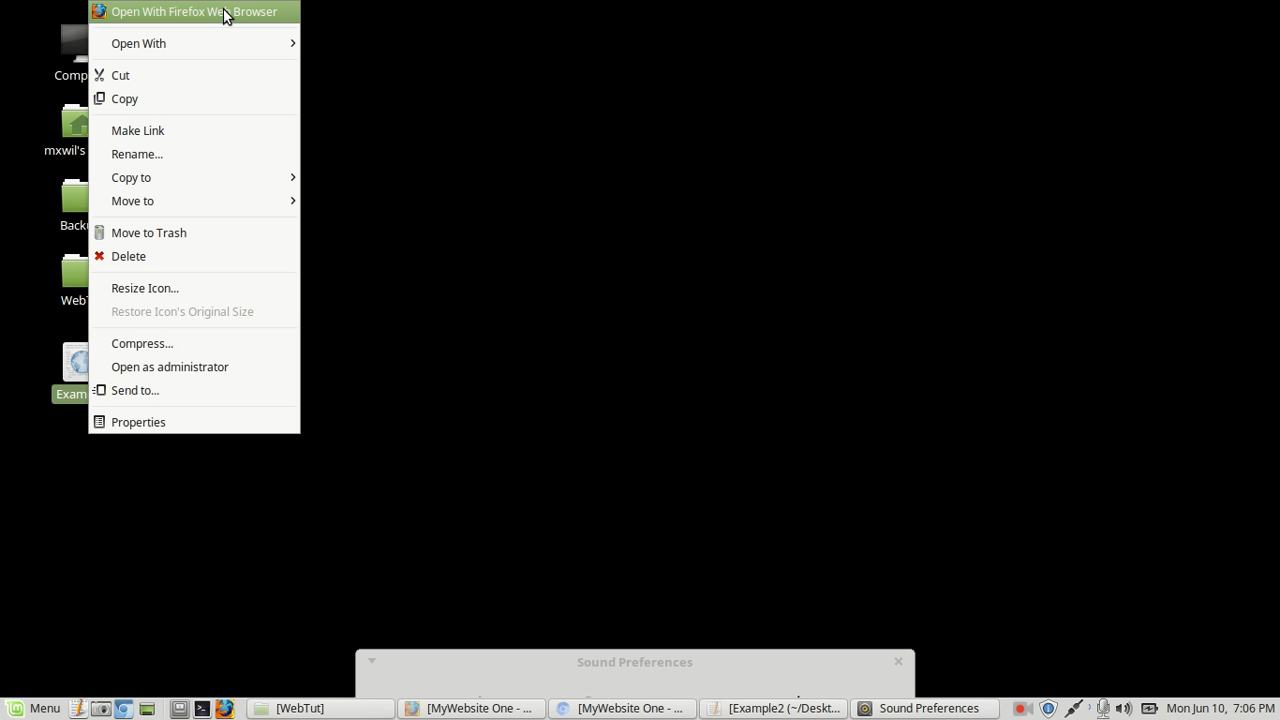 Open With Firefox Web Browser
Open With
Cut
Copy
Make Link
Rename...
Copy to
Move to
Move to Trash
Delete
Resize Icon...
Restore Icon's Original Size
Compress...
Open as administrator
Send to...
Properties
Comp
mxwil's
Back
Web
Exam
Sound Preferences
Menu
[WebTut]
[MyWebsite One - ...
[MyWebsite One - ...
[Example2 (~/Deskt...
Sound Preferences
Mon Jun 10, 7:06 PM